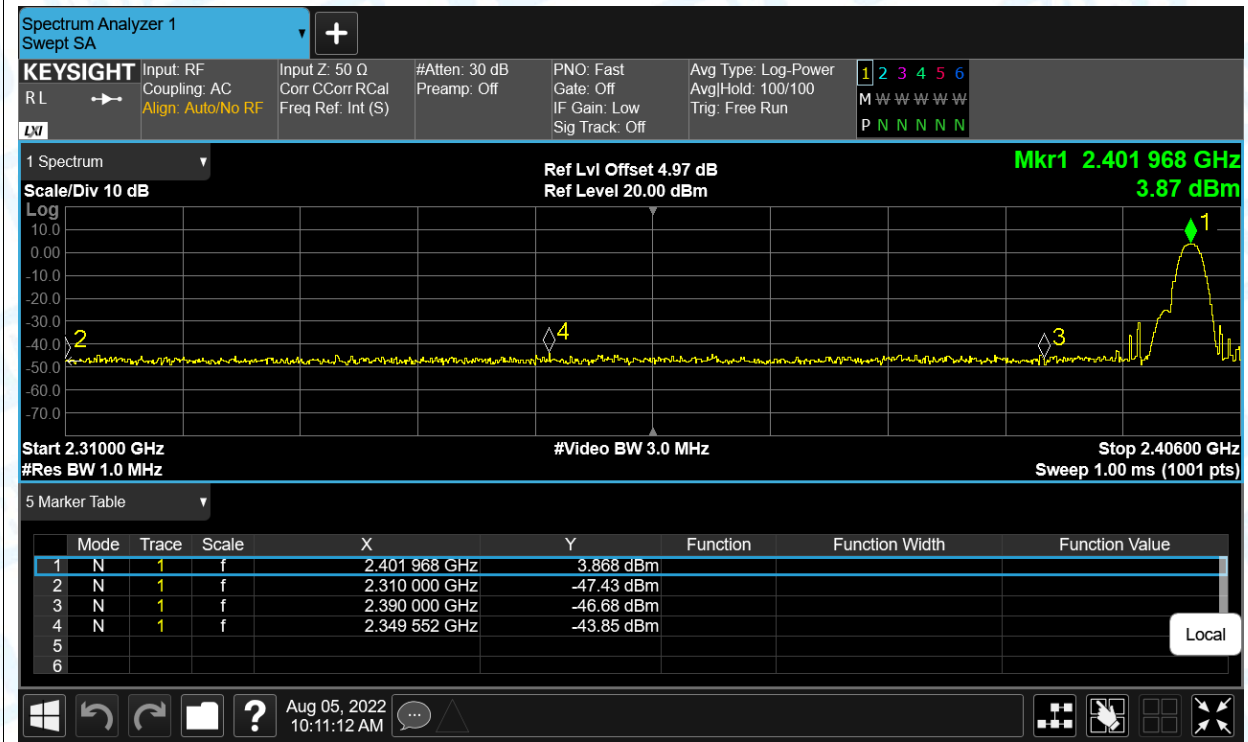 Spectrum Analyzer 1
Swept SA
+
KEYSIGHT Input: RF Input Z: 50 Ω #Atten: 30 dB PNO: Fast Avg Type: Log-Power 1 2 3 4 5 6
R L Coupling: AC Corr CCorr RCal Preamp: Off Gate: Off Avg|Hold: 100/100 M W W W W W
Align: Auto/No RF Freq Ref: Int (S) IF Gain: Low Trig: Free Run
LXI Sig Track: Off P N N N N N
1 Spectrum
Ref Lvl Offset 4.97 dB Mkr1 2.401 968 GHz
Scale/Div 10 dB Ref Level 20.00 dBm 3.87 dBm
Log
1
10.0
0.00
-10.0
-20.0
-30.0
2 4 3
-40.0
-50.0
-60.0
-70.0
Start 2.31000 GHz #Video BW 3.0 MHz Stop 2.40600 GHz
#Res BW 1.0 MHz Sweep 1.00 ms (1001 pts)
5 Marker Table
Mode Trace Scale X Y Function Function Width Function Value
1 N 1 f 2.401 968 GHz 3.868 dBm
2 N 1 f 2.310 000 GHz -47.43 dBm
3 N 1 f 2.390 000 GHz -46.68 dBm
4 N 1 f 2.349 552 GHz -43.85 dBm
5
6
Local
? Aug 05, 2022
10:11:12 AM